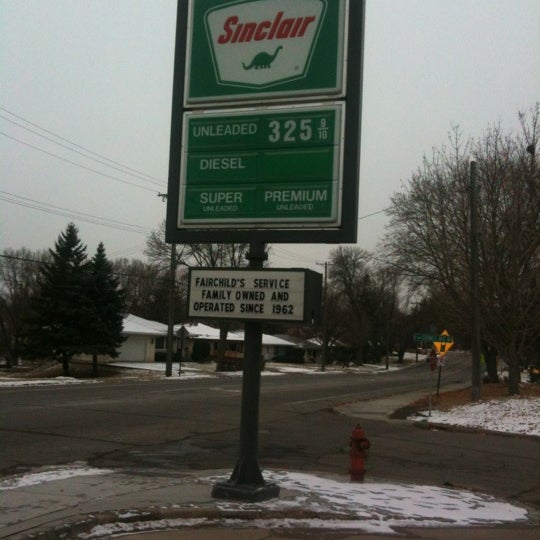 Sinclair
®
UNLEADED 325 9/10
DIESEL
SUPER PREMIUM
UNLEADED UNLEADED
FAIRCHILD'S SERVICE
FAMILY OWNED AND
OPERATED SINCE 1962